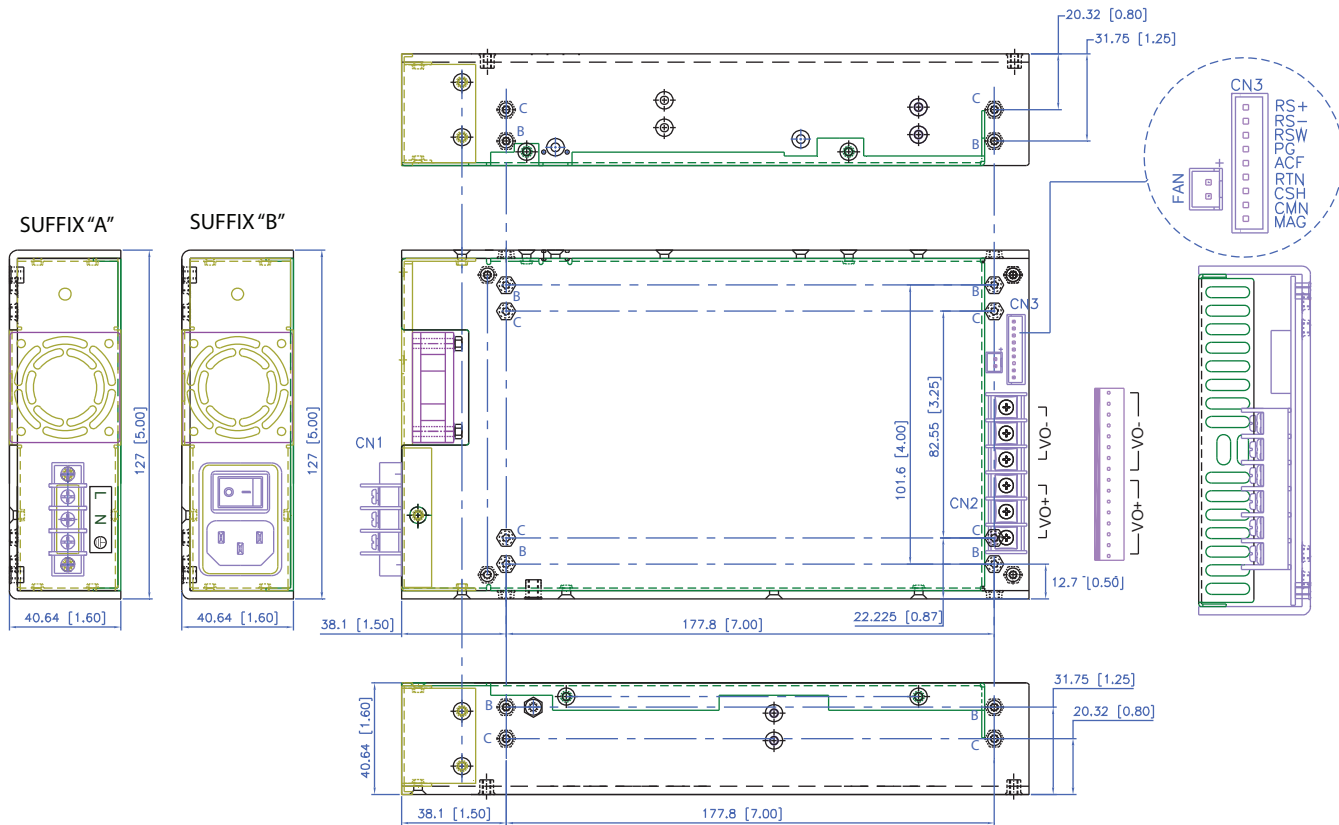 20.32 [0.80]
31.75 [1.25]
C
B
C
B
CN3
RS+
RS-
RSW
PG
ACF
RTN
CSH
CMN
MAG
+
FAN
SUFFIX "A"
SUFFIX "B"
127 [5.00]
127 [5.00]
L N
40.64 [1.60]
40.64 [1.60]
B
C
B
C
CN3
+
CN1
82.55 [3.25]
101.6 [4.00]
VO-
VO+
CN2
VO-
VO+
C
B
C
B
12.7 [0.50]
22.225 [0.87]
38.1 [1.50]
177.8 [7.00]
31.75 [1.25]
20.32 [0.80]
B
C
B
C
40.64 [1.60]
38.1 [1.50]
177.8 [7.00]